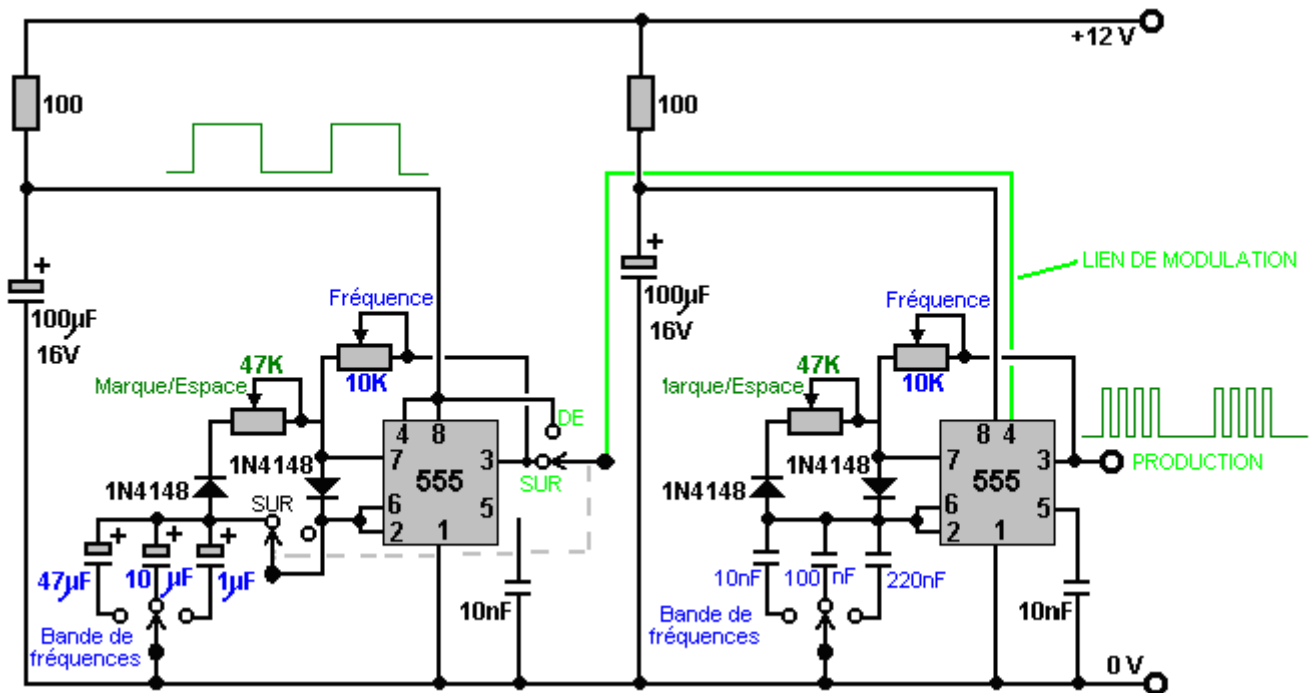 +12 V
100
100
100µF
16V
100µF
16V
LIEN DE MODULATION
Fréquence
10K
Fréquence
10K
47K
Marque/Espace
47K
farque/Espace
DE
SUR
4 8
7
3
555
6
5
2
1
8 4
7
3
555
6
5
2
1
PRODUCTION
1N4148
1N4148
1N4148
1N4148
SUR
47µF
10 µF
1µF
10nF
100 nF
220nF
10nF
10nF
Bande de
fréquences
Bande de
fréquences
0 V